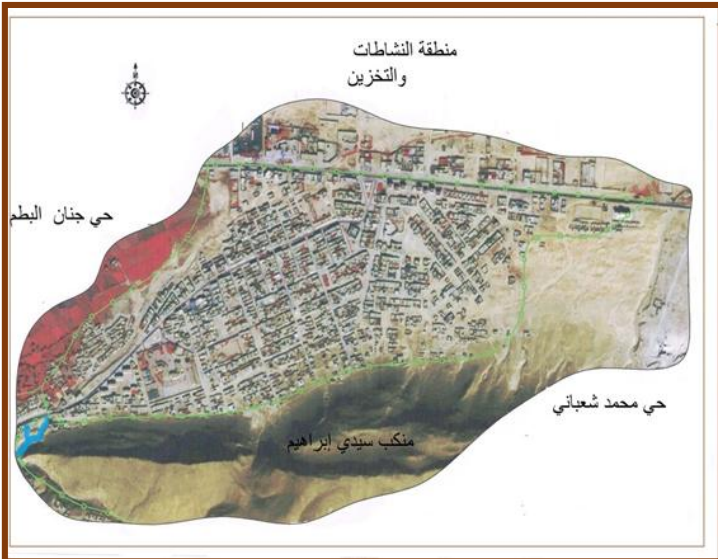 منطقة النشاطات
والتخزين
حي جنان البطم
حي محمد شعباني
منكب سيدي إبراهيم